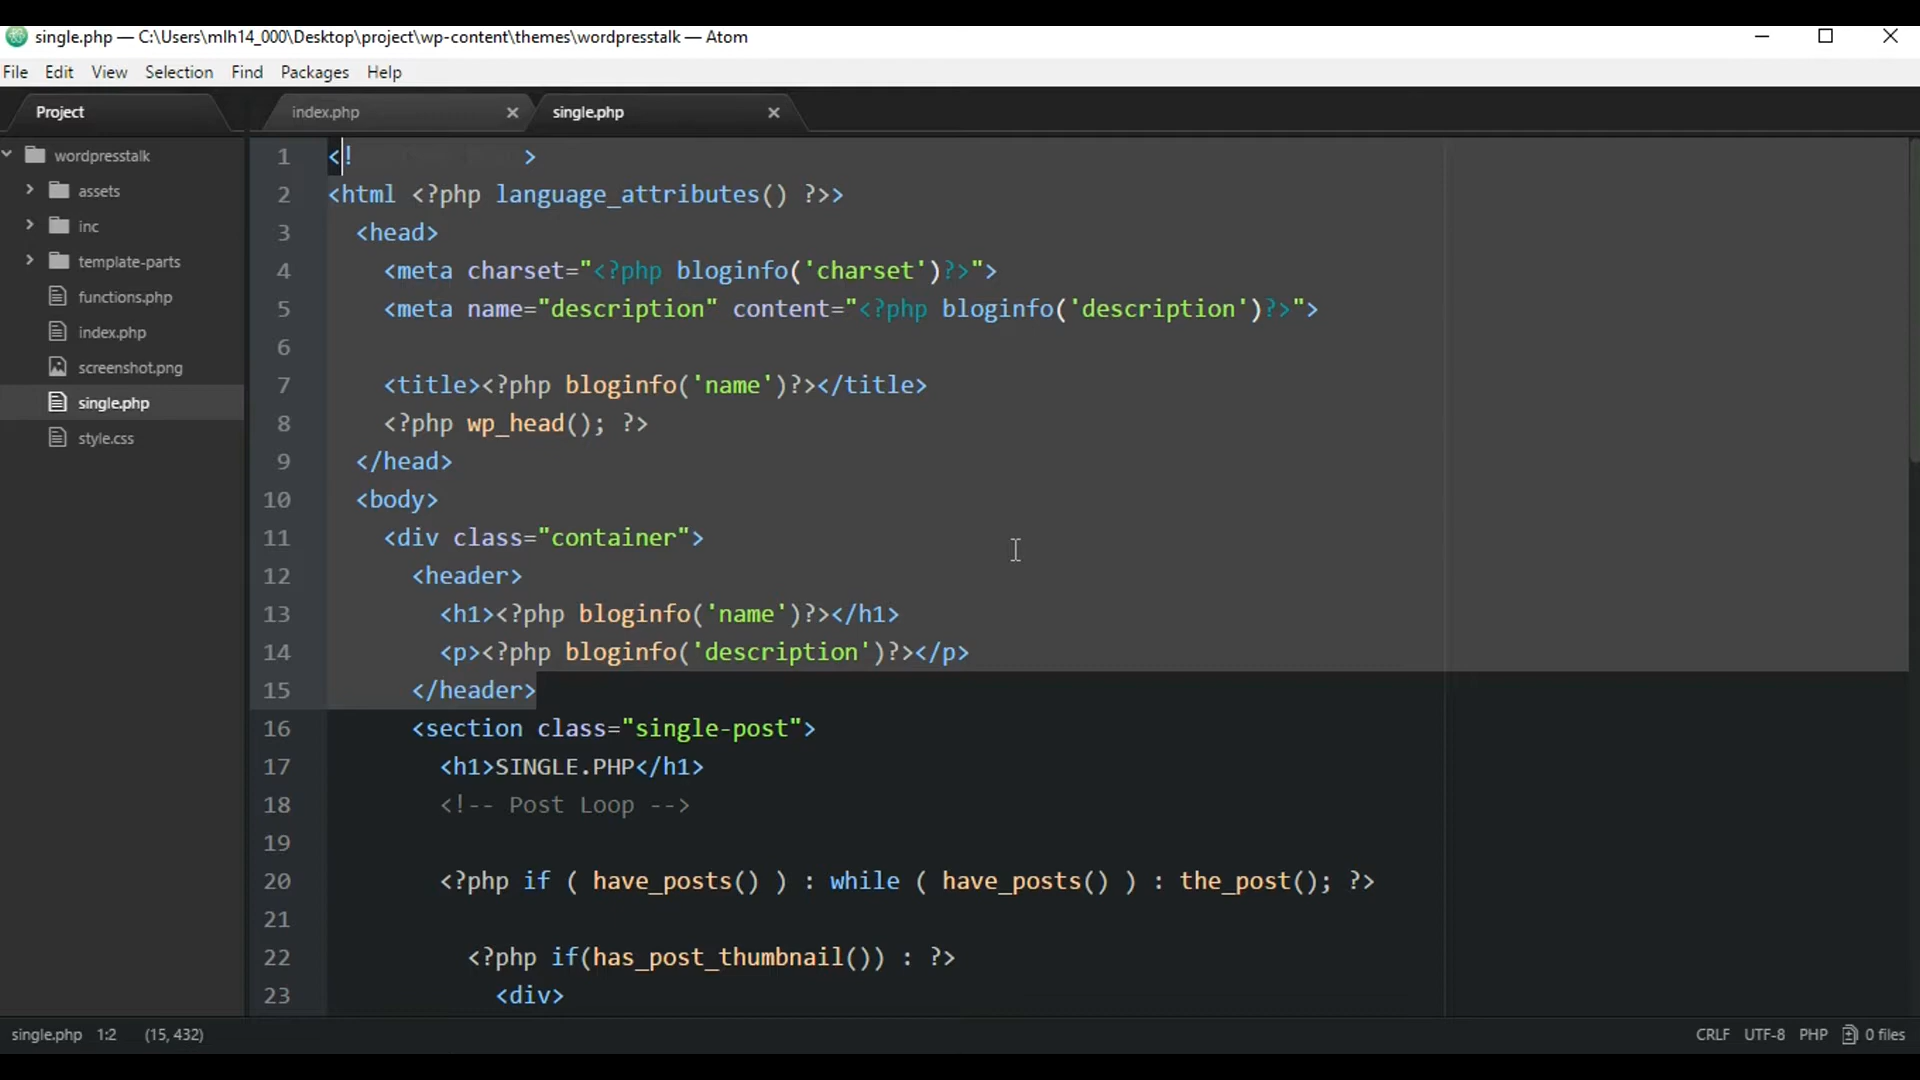 single.php — C:\Users\mlh14_000\Desktop\project\wp-content\themes\wordpresstalk — Atom
File Edit View Selection Find Packages Help
Project
index.php
single.php
wordpresstalk
assets
inc
template-parts
functions.php
index.php
screenshot.png
single.php
style.css
1 <! >
2 <html <?php language_attributes() ?>>
3 <head>
4 <meta charset="<?php bloginfo('charset')?>">
5 <meta name="description" content="<?php bloginfo('description')?>">
6
7 <title><?php bloginfo('name')?></title>
8 <?php wp_head(); ?>
9 </head>
10 <body>
11 <div class="container">
12 <header>
13 <h1><?php bloginfo('name')?></h1>
14 <p><?php bloginfo('description')?></p>
15 </header>
16 <section class="single-post">
17 <h1>SINGLE.PHP</h1>
18 <!-- Post Loop -->
19
20 <?php if ( have_posts() ) : while ( have_posts() ) : the_post(); ?>
21
22 <?php if(has_post_thumbnail()) : ?>
23 <div>
single.php 1:2 (15, 432) CRLF UTF-8 PHP 0 files